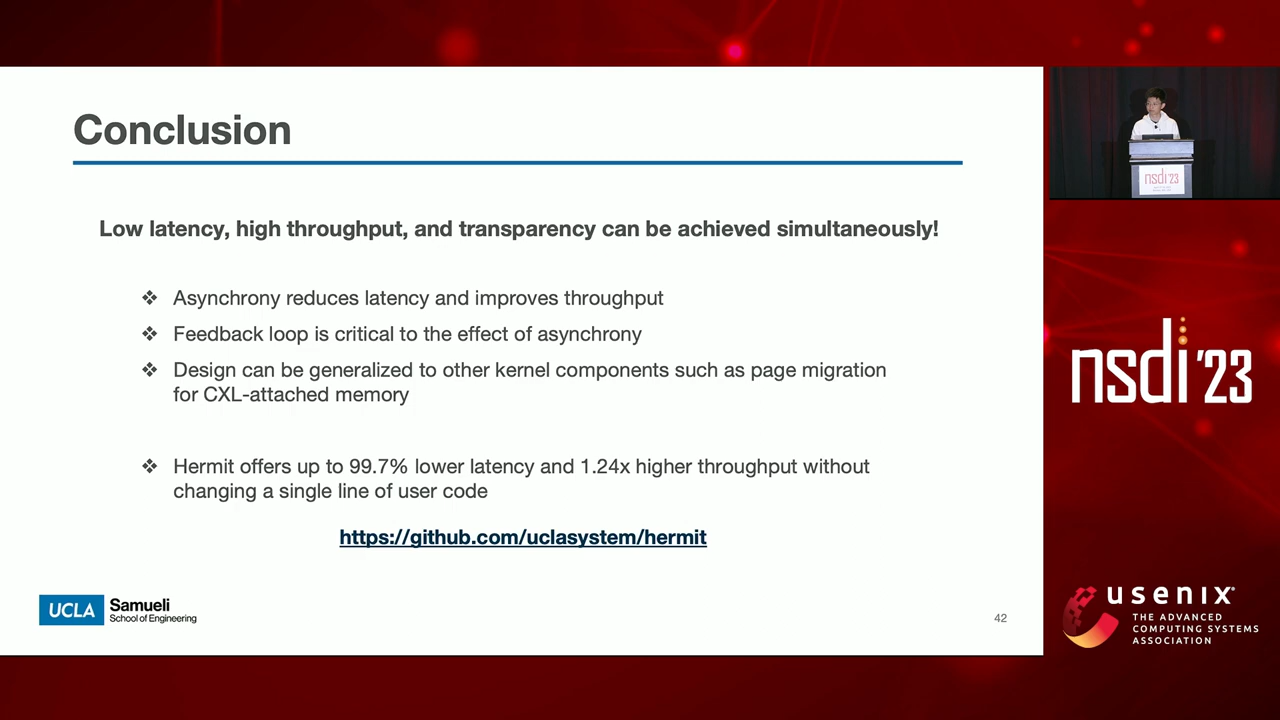 Conclusion
Low latency, high throughput, and transparency can be achieved simultaneously!
❖ Asynchrony reduces latency and improves throughput
❖ Feedback loop is critical to the effect of asynchrony
❖ Design can be generalized to other kernel components such as page migration
for CXL-attached memory
❖ Hermit offers up to 99.7% lower latency and 1.24x higher throughput without
changing a single line of user code
https://github.com/uclasystem/hermit
UCLA Samueli
School of Engineering
42
nsdi'23
nsdi '23
usenix®
THE ADVANCED
COMPUTING SYSTEMS
ASSOCIATION